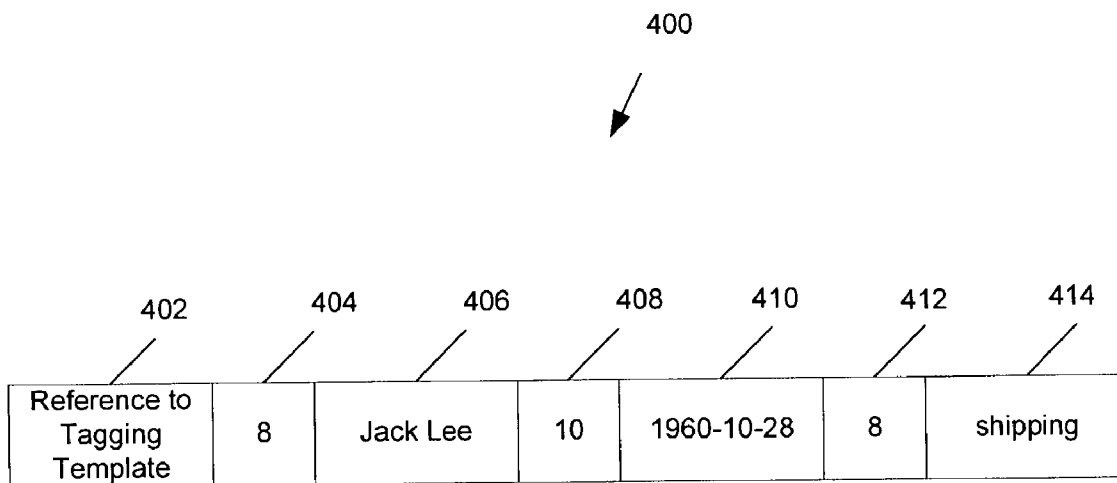 400
402
404
406
408
410
412
414
Reference to
Tagging
Template
8
Jack Lee
10
1960-10-28
8
shipping